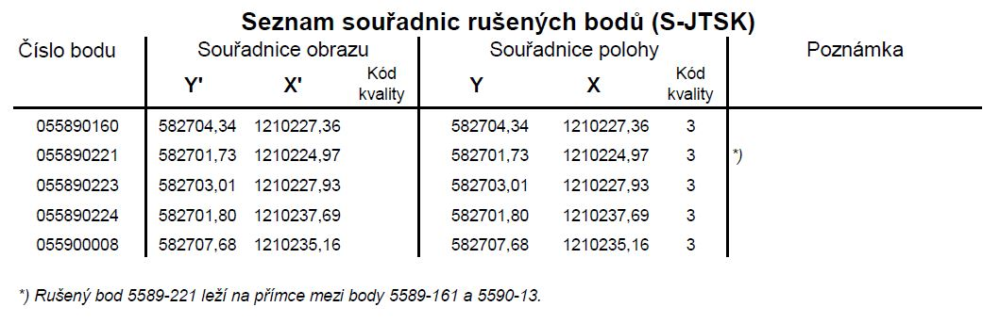 Seznam souřadnic rušených bodů (S-JTSK)
Číslo bodu Souřadnice obrazu Souřadnice polohy Poznámka
Y' X' Kód kvality Y X Kód kvality
055890160 582704,34 1210227,36 582704,34 1210227,36 3
055890221 582701,73 1210224,97 582701,73 1210224,97 3 *)
055890223 582703,01 1210227,93 582703,01 1210227,93 3
055890224 582701,80 1210237,69 582701,80 1210237,69 3
055900008 582707,68 1210235,16 582707,68 1210235,16 3
*) Rušený bod 5589-221 leží na přímce mezi body 5589-161 a 5590-13.